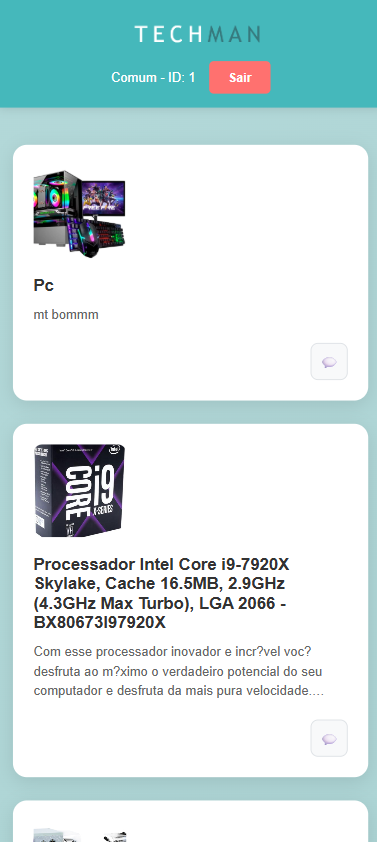 TECHMAN
Comum - ID: 1
Sair
Pc
mt bommm
intel
CORE i9
X-SERIES
Processador Intel Core i9-7920X
Skylake, Cache 16.5MB, 2.9GHz
(4.3GHz Max Turbo), LGA 2066 -
BX80673I97920X
Com esse processador inovador e incr?vel voc?
desfruta ao m?ximo o verdadeiro potencial do seu
computador e desfruta da mais pura velocidade....